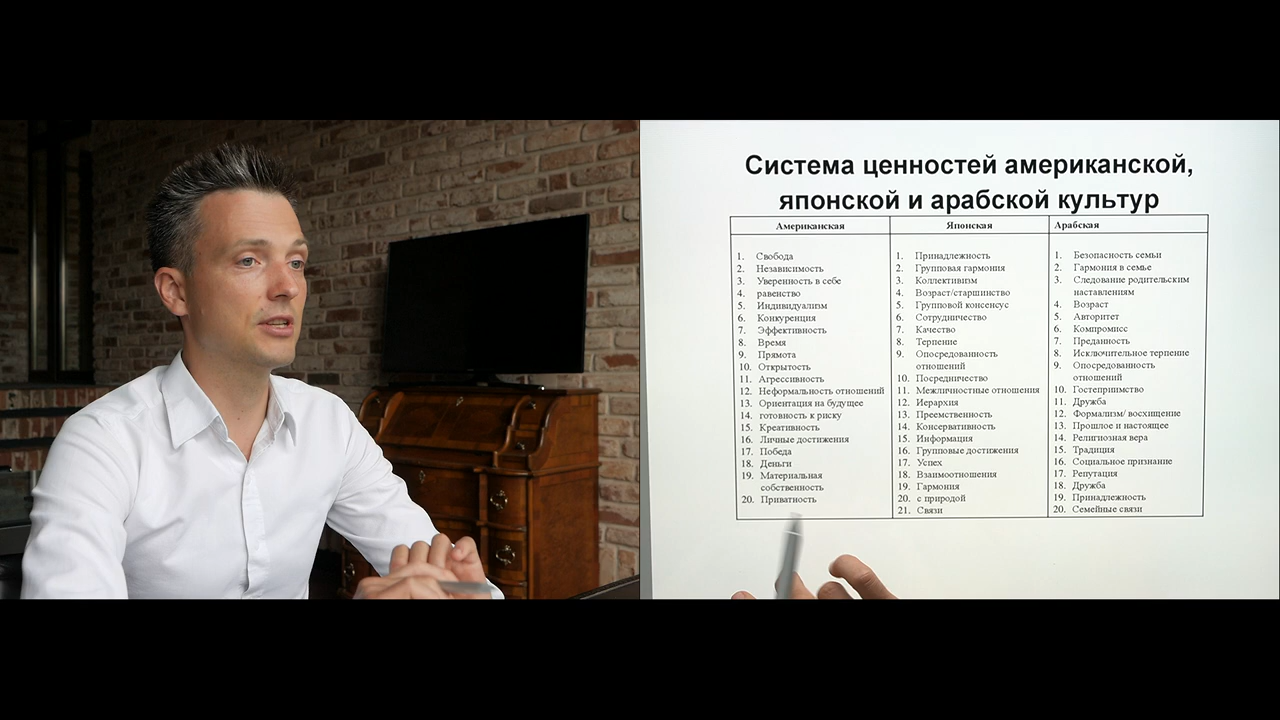 Система ценностей американской,
японской и арабской культур
Американская
1. Свобода
2. Независимость
3. Уверенность в себе
4. равенство
5. Индивидуализм
6. Конкуренция
7. Эффективность
8. Время
9. Прямота
10. Открытость
11. Агрессивность
12. Неформальность отношений
13. Ориентация на будущее
14. готовность к риску
15. Креативность
16. Личные достижения
17. Победа
18. Деньги
19. Материальная
собственность
20. Приватность
Японская
1. Принадлежность
2. Групповая гармония
3. Коллективизм
4. Возраст/старшинство
5. Групповой консенсус
6. Сотрудничество
7. Качество
8. Терпение
9. Опосредованность
отношений
10. Посредничество
11. Межличностные отношения
12. Иерархия
13. Преемственность
14. Консервативность
15. Информация
16. Групповые достижения
17. Успех
18. Взаимоотношения
19. Гармония
20. с природой
21. Связи
Арабская
1. Безопасность семьи
2. Гармония в семье
3. Следование родительским
наставлениям
4. Возраст
5. Авторитет
6. Компромисс
7. Преданность
8. Исключительное терпение
9. Опосредованность
отношений
10. Гостеприимство
11. Дружба
12. Формализм/ восхищение
13. Прошлое и настоящее
14. Религиозная вера
15. Традиция
16. Социальное признание
17. Репутация
18. Дружба
19. Принадлежность
20. Семейные связи